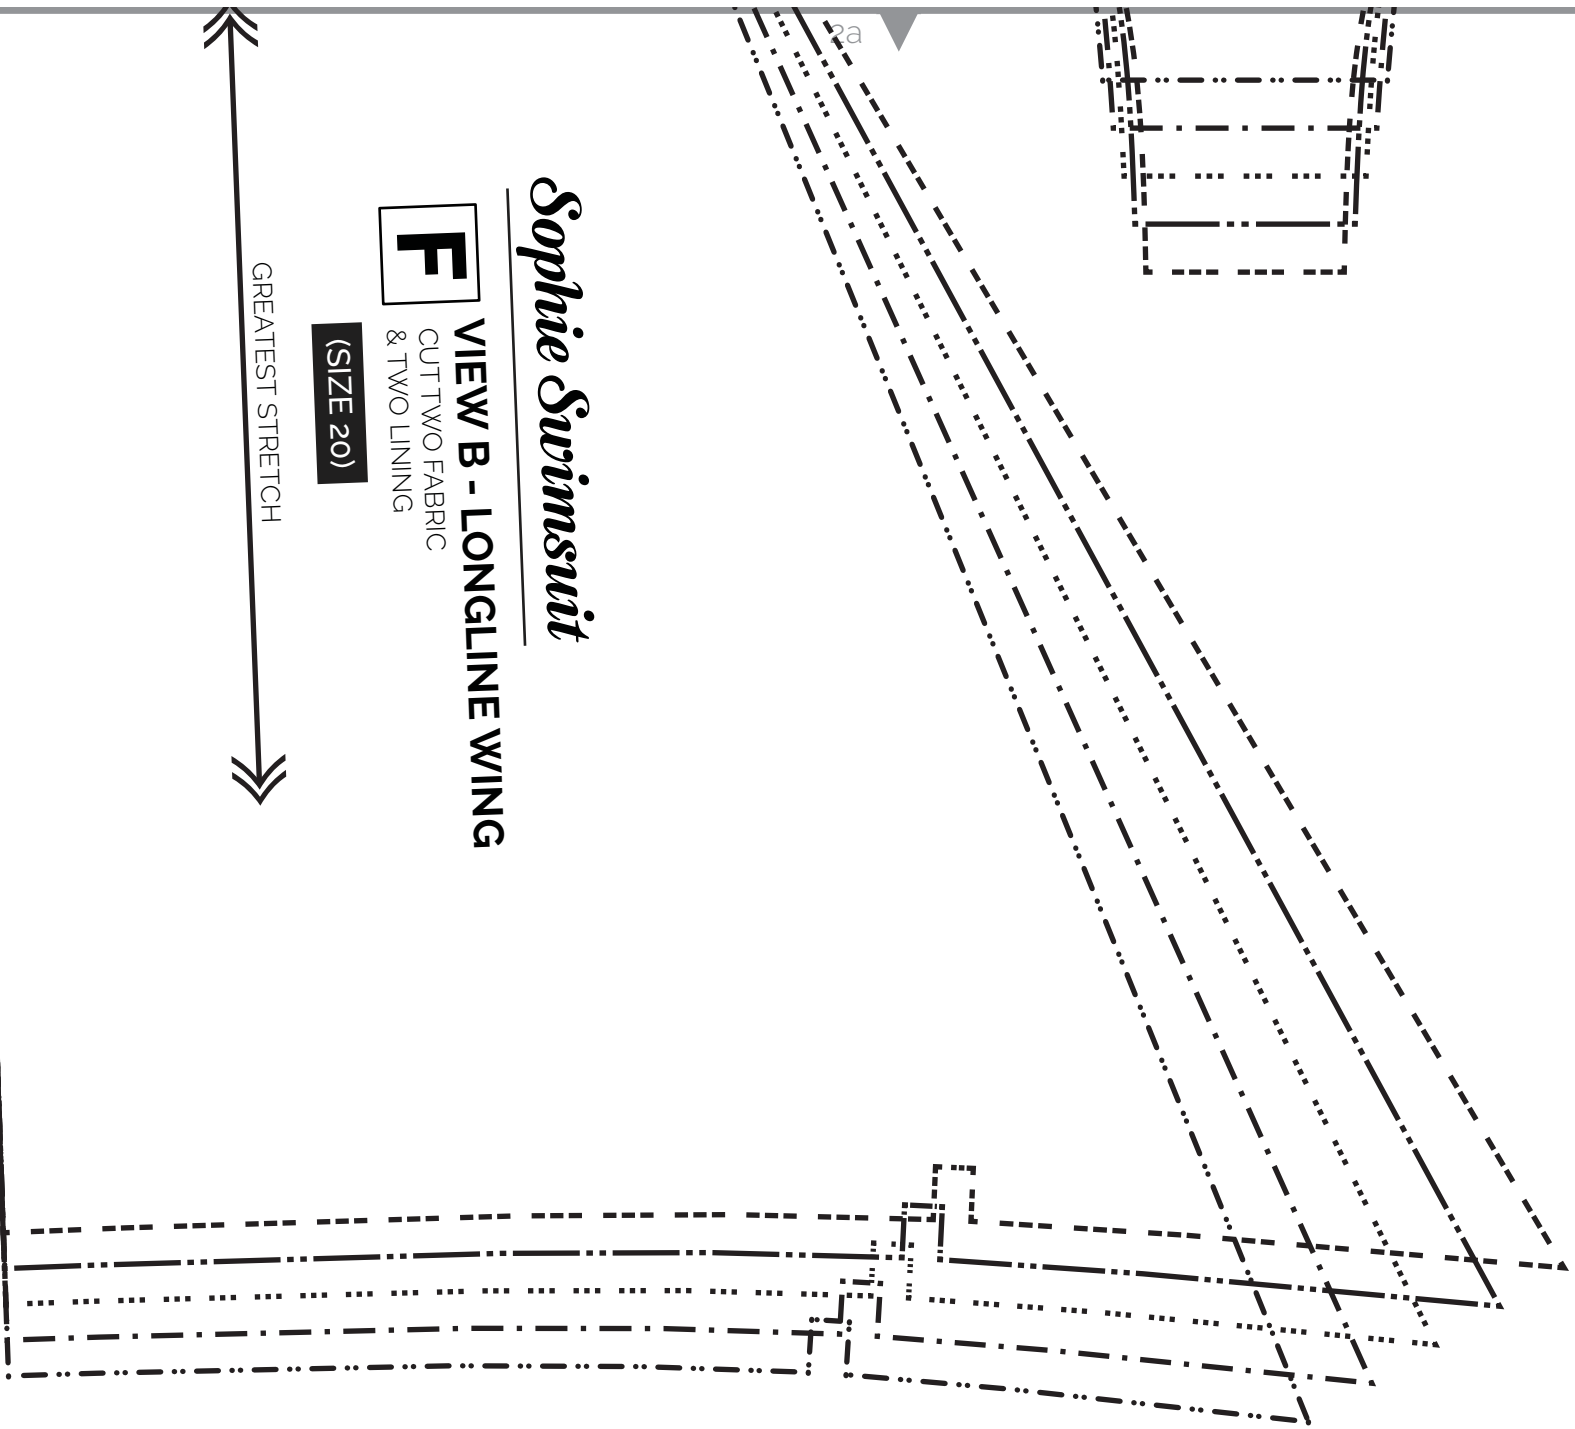 2a
Sophie Swimsuit
F
VIEW B - LONGLINE WING
CUT TWO FABRIC
& TWO LINING
(SIZE 20)
GREATEST STRETCH